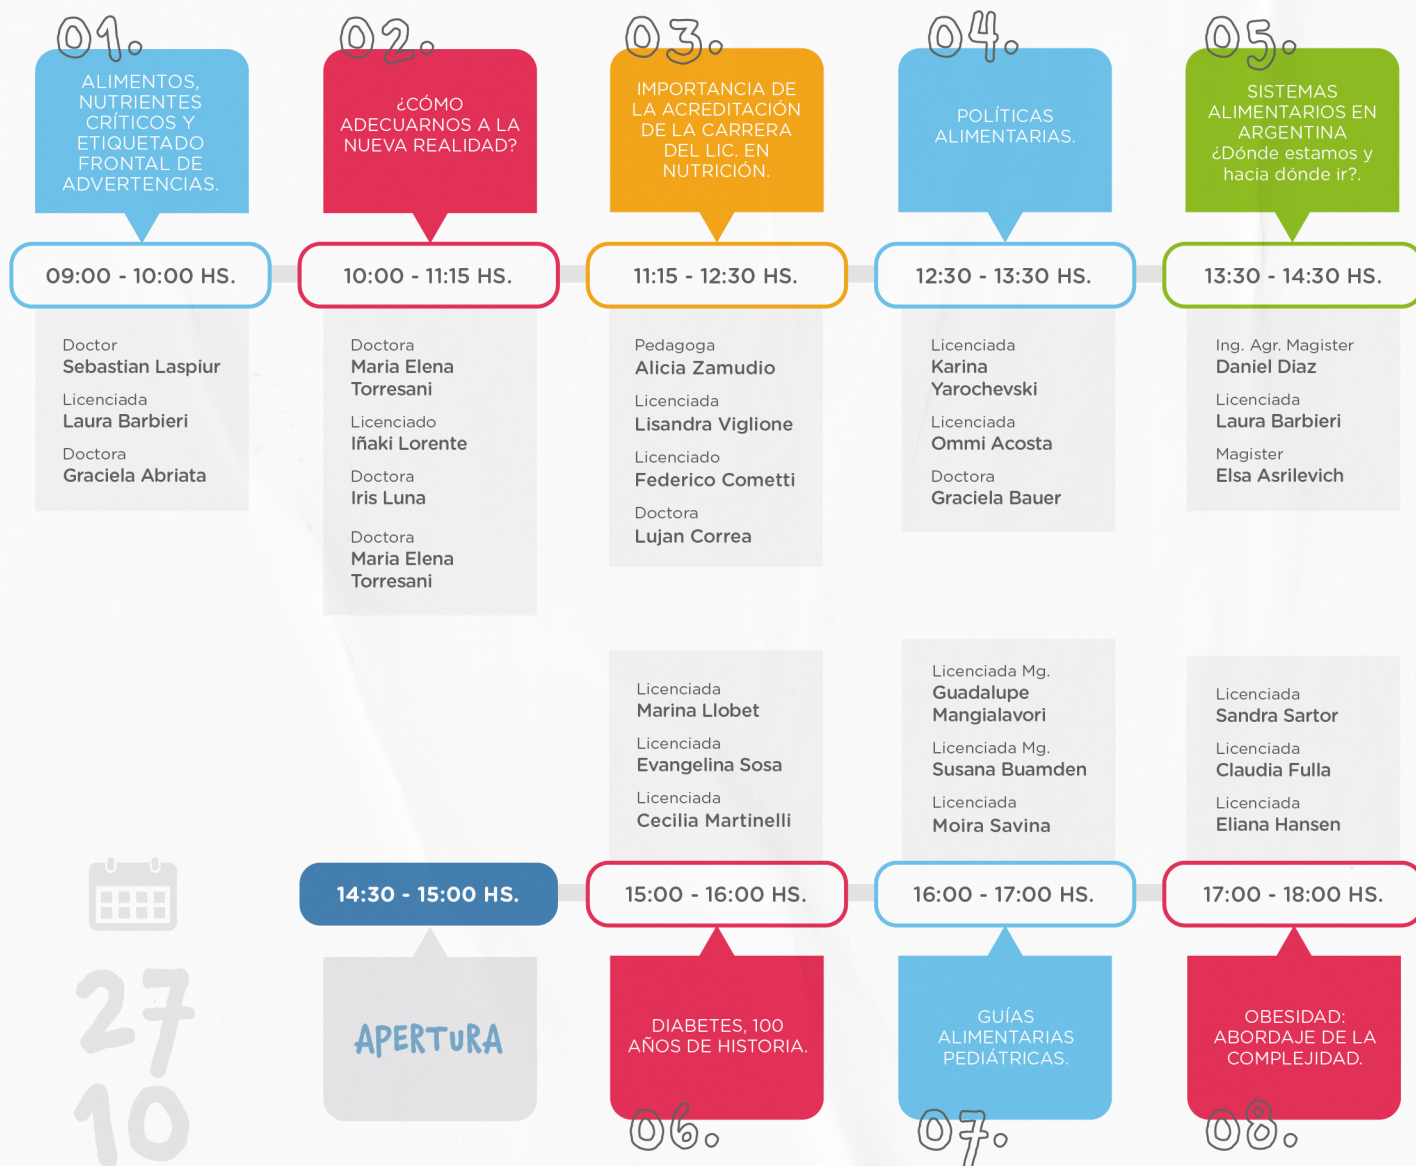 01.
ALIMENTOS,
NUTRIENTES
CRÍTICOS Y
ETIQUETADO
FRONTAL DE
ADVERTENCIAS.
09:00 - 10:00 HS.
Doctor
Sebastian Laspiur
Licenciada
Laura Barbieri
Doctora
Graciela Abriata
02.
¿CÓMO
ADECUARNOS A LA
NUEVA REALIDAD?
10:00 - 11:15 HS.
Doctora
Maria Elena
Torresani
Licenciado
Iñaki Lorente
Doctora
Iris Luna
Doctora
Maria Elena
Torresani
03.
IMPORTANCIA DE
LA ACREDITACIÓN
DE LA CARRERA
DEL LIC. EN
NUTRICIÓN.
11:15 - 12:30 HS.
Pedagoga
Alicia Zamudio
Licenciada
Lisandra Viglione
Licenciado
Federico Cometti
Doctora
Lujan Correa
04.
POLÍTICAS
ALIMENTARIAS.
12:30 - 13:30 HS.
Licenciada
Karina
Yarochevski
Licenciada
Ommi Acosta
Doctora
Graciela Bauer
05.
SISTEMAS
ALIMENTARIOS EN
ARGENTINA
¿Dónde estamos y
hacia dónde ir?.
13:30 - 14:30 HS.
Ing. Agr. Magister
Daniel Diaz
Licenciada
Laura Barbieri
Magister
Elsa Asrilevich
27
10
14:30 - 15:00 HS.
APERTURA
Licenciada
Marina Llobet
Licenciada
Evangelina Sosa
Licenciada
Cecilia Martinelli
15:00 - 16:00 HS.
DIABETES, 100
AÑOS DE HISTORIA.
06.
Licenciada Mg.
Guadalupe
Mangialavori
Licenciada Mg.
Susana Buamden
Licenciada
Moira Savina
16:00 - 17:00 HS.
GUÍAS
ALIMENTARIAS
PEDIÁTRICAS.
07.
Licenciada
Sandra Sartor
Licenciada
Claudia Fulla
Licenciada
Eliana Hansen
17:00 - 18:00 HS.
OBESIDAD:
ABORDAJE DE LA
COMPLEJIDAD.
08.